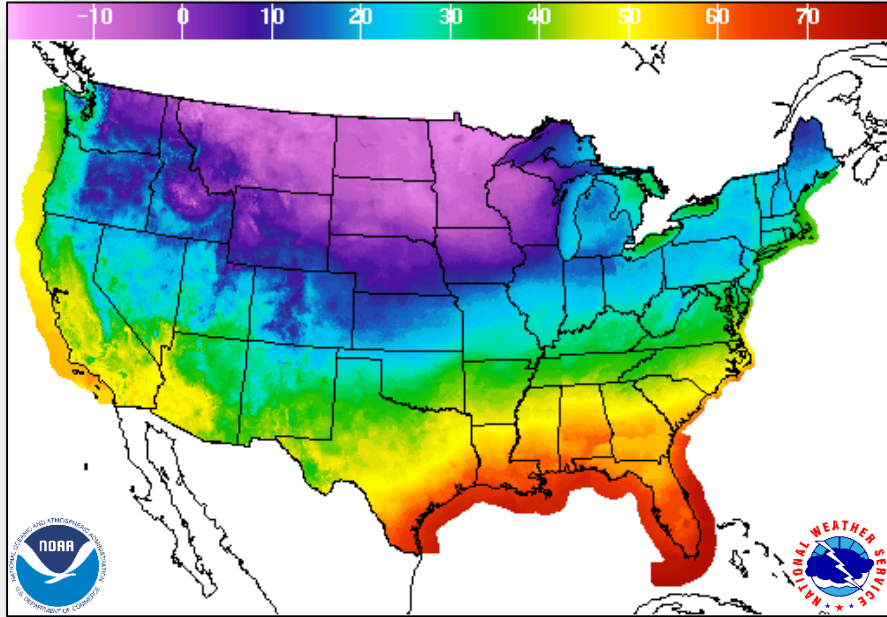 -10 0 10 20 30 40 50 60 70
NATIONAL OCEANIC AND ATMOSPHERIC ADMINISTRATION
NOAA
U.S. DEPARTMENT OF COMMERCE
NATIONAL WEATHER SERVICE